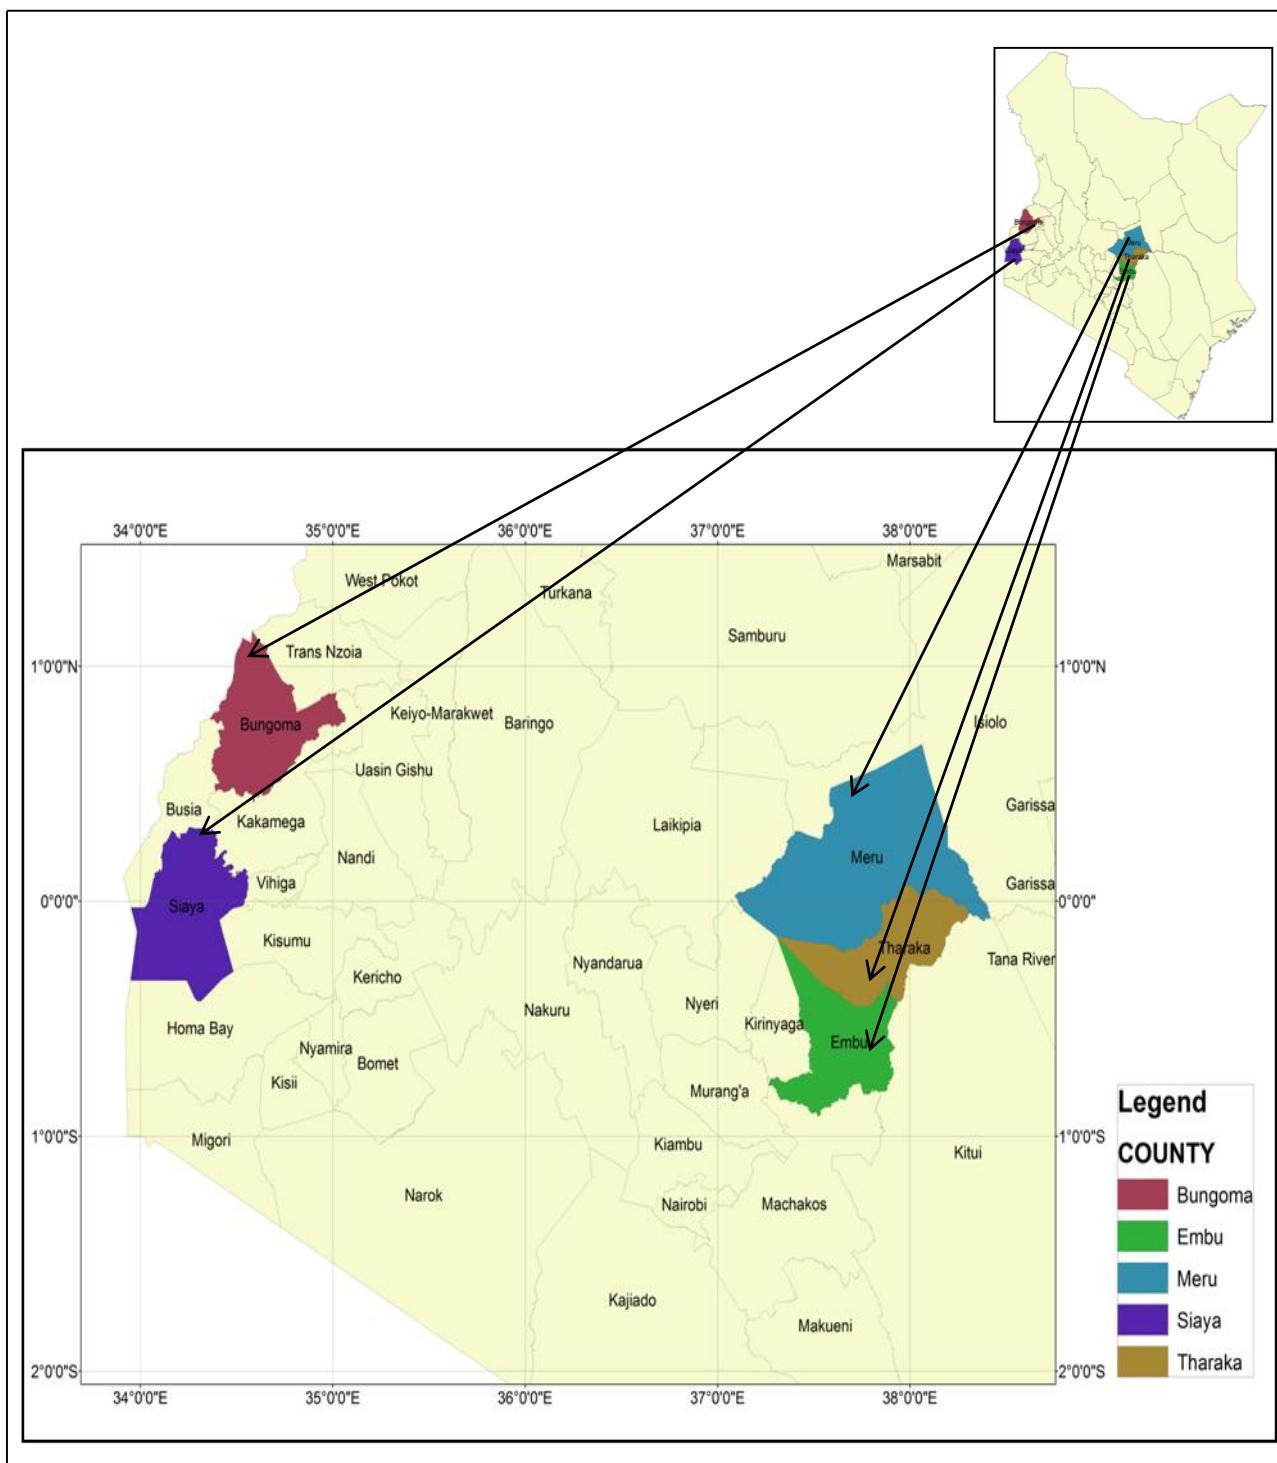 Bungoma
Meru
Tharaka
34°0'0"E 35°0'0"E 36°0'0"E 37°0'0"E 38°0'0"E
Marsabit
West Pokot
Turkana
Samburu
Trans Nzoia
1°0'0"N 1°0'0"N
Keiyo-Marakwet
Baringo
Isiolo
Bungoma
Uasin Gishu
Busia
Garissa
Kakamega
Laikipia
Nandi
Meru
Vihiga
Garissa
0°0'0" 0°0'0"
Siaya
Kisumu
Tharaka
Tana River
Nyandarua
Kericho
Nyeri
Nakuru
Kirinyaga
Homa Bay
Embu
Nyamira
Bomet
Kisii
Murang'a
Migori
1°0'0"S 1°0'0"S
Kiambu
Kitui
Narok
Nairobi
Machakos
Kajiado
Makueni
2°0'0"S 2°0'0"S
34°0'0"E 35°0'0"E 36°0'0"E 37°0'0"E 38°0'0"E
Legend
COUNTY
Bungoma
Embu
Meru
Siaya
Tharaka